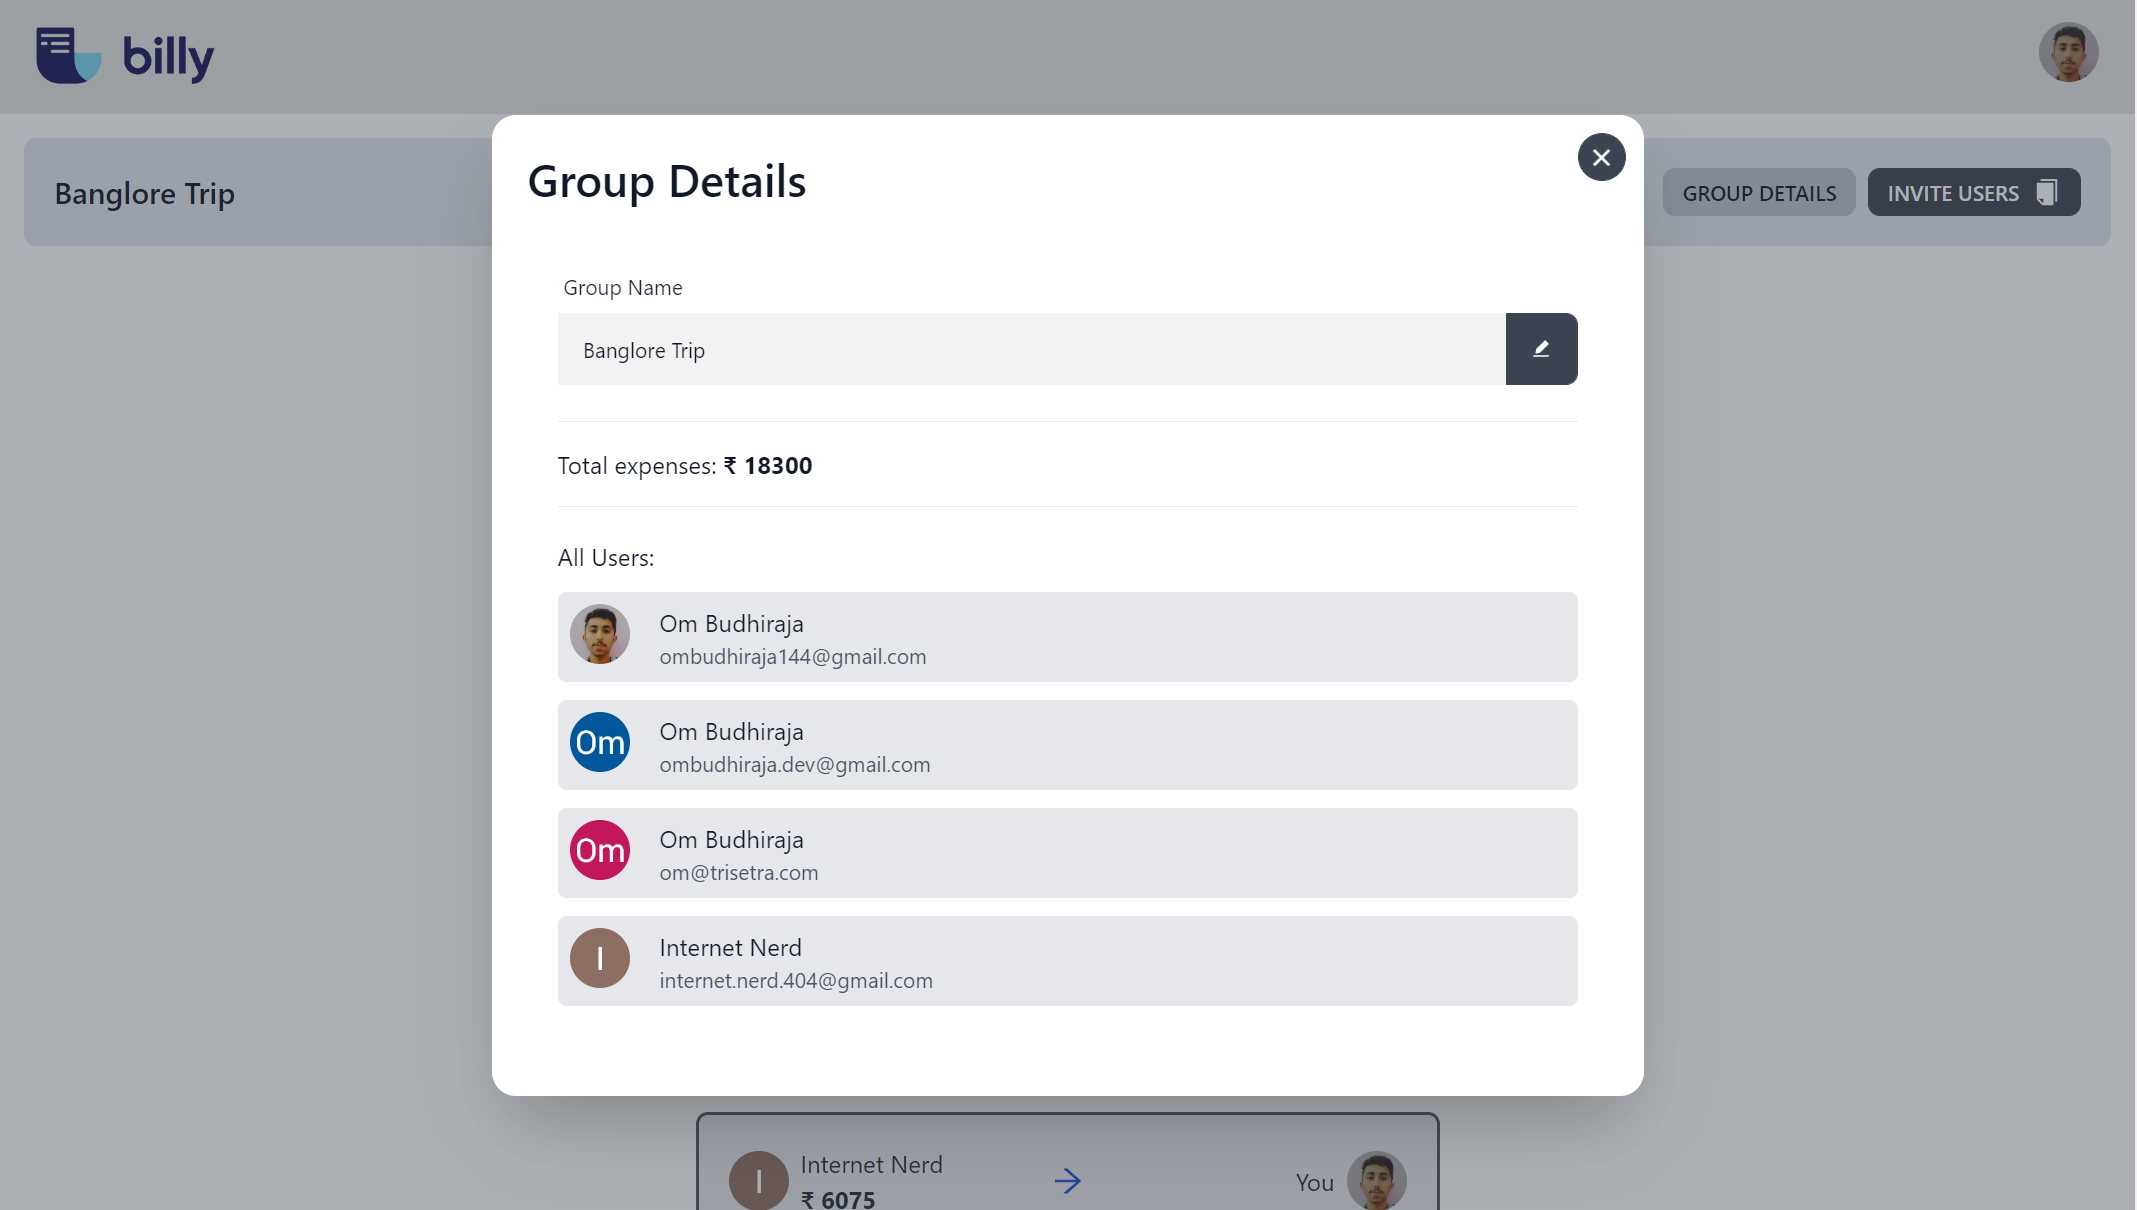 billy
Banglore Trip
GROUP DETAILS
INVITE USERS
Group Details
Group Name
Banglore Trip
Total expenses: ₹ 18300
All Users:
Om Budhiraja
ombudhiraja144@gmail.com
Om
Om Budhiraja
ombudhiraja.dev@gmail.com
Om
Om Budhiraja
om@trisetra.com
I
Internet Nerd
internet.nerd.404@gmail.com
I
Internet Nerd
₹ 6075
You